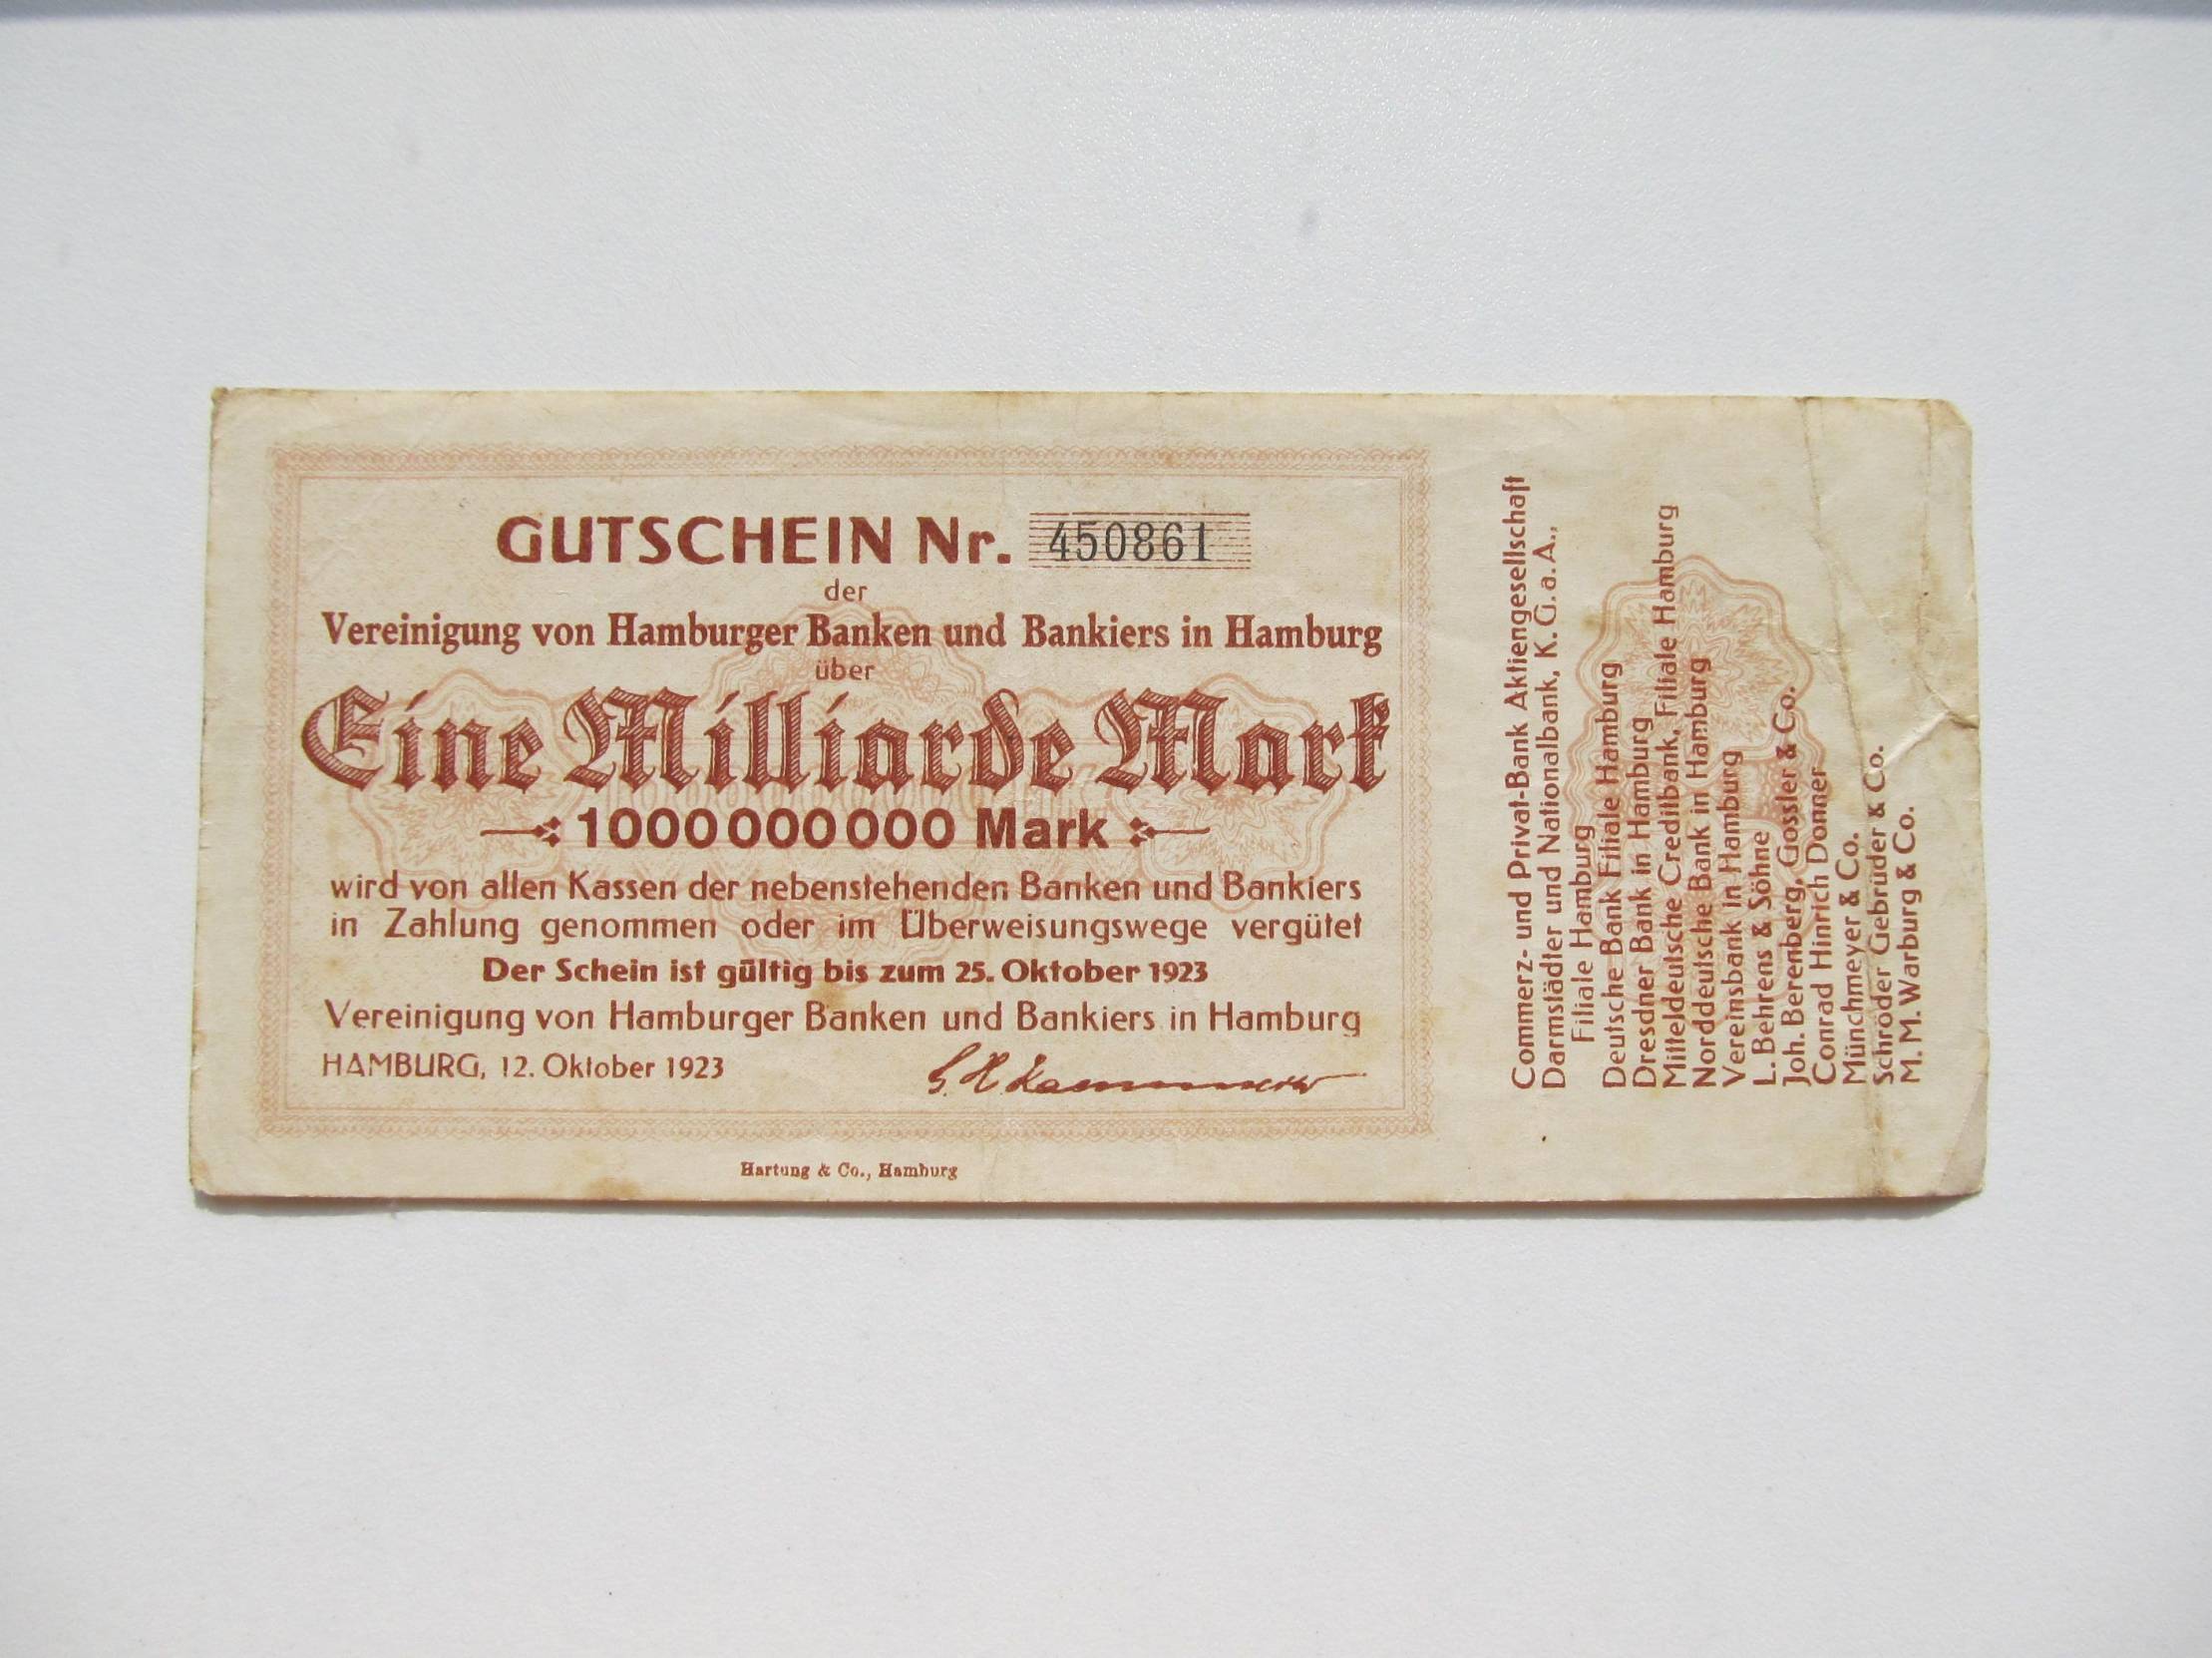 GUTSCHEIN Nr. 450861
der
Vereinigung von Hamburger Banken und Bankiers in Hamburg
über
Eine Milliarde Mark
1000000000 Mark
wird von allen Kassen der nebenstehenden Banken und Bankiers
in Zahlung genommen oder im Überweisungswege vergütet
Der Schein ist gültig bis zum 25. Oktober 1923
Vereinigung von Hamburger Banken und Bankiers in Hamburg
HAMBURG, 12. Oktober 1923
Hartung & Co., Hamburg
Commerz- und Privat-Bank Aktiengesellschaft
Darmstädter und Nationalbank, K. G. a. A.,
Filiale Hamburg
Deutsche Bank Filiale Hamburg
Dresdner Bank in Hamburg
Mitteldeutsche Creditbank, Filiale Hamburg
Norddeutsche Bank in Hamburg
Vereinsbank in Hamburg
L. Behrens & Söhne
Joh. Berenberg, Gossler & Co.
Conrad Hinrich Donner
Münchmeyer & Co.
Schröder Gebrüder & Co.
M. M. Warburg & Co.